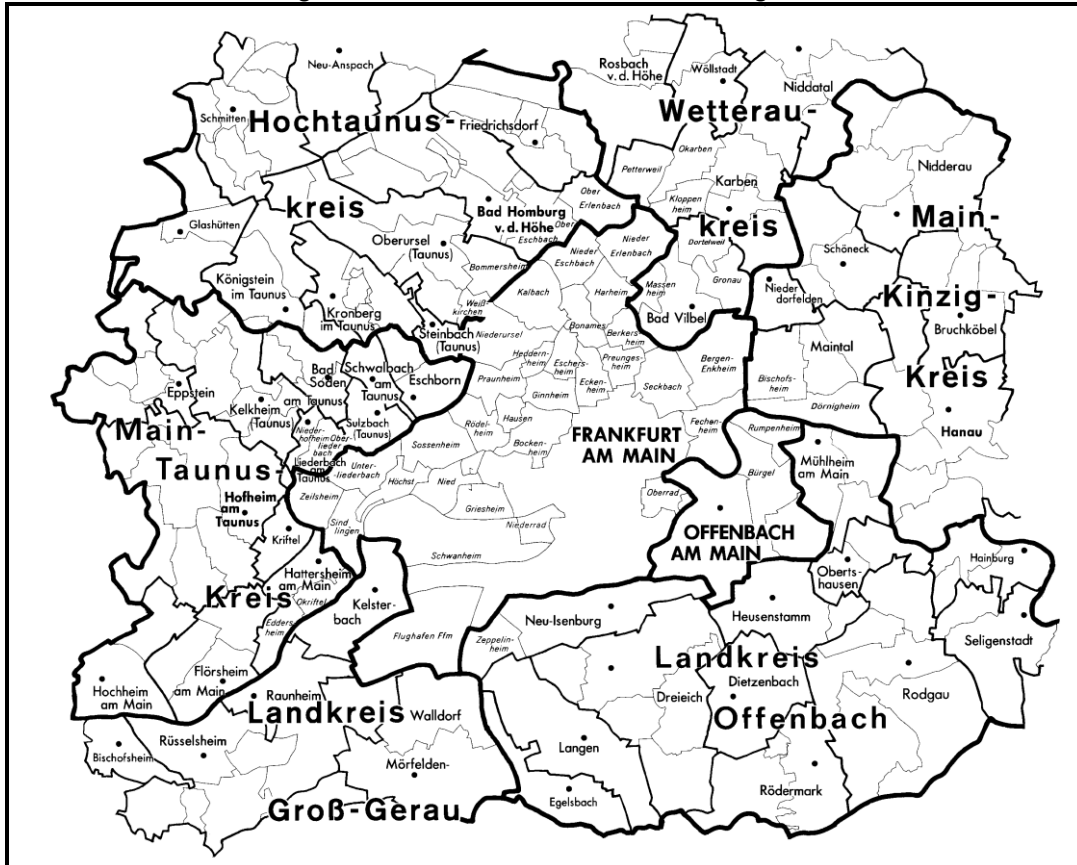 Neu-Anspach
Rosbach
v. d. Höhe
Wöllstadt
Niddatal
Schmitten
Hochtaunus-
Friedrichsdorf
Wetterau-
Okarben
Petterweil
Nidderau
Karben
Kloppen
heim
Ober
Erlenbach
Glashütten
kreis
Bad Homburg
v. d. Höhe
Ober
Eschbach
kreis
Main-
Dortelweil
Oberursel
(Taunus)
Nieder
Erlenbach
Nieder
Eschbach
Schöneck
Bommersheim
Königstein
im Taunus
Kalbach
Harheim
Massen
heim
Gronau
Nieder
dorfelden
Kinzig-
Weiß
kirchen
Kronberg
im Taunus
Bad Vilbel
Bruchköbel
Steinbach
(Taunus)
Niederursel
Bonames
Berkers
heim
Maintal
Heddern
heim
Eschers
heim
Preunges
heim
Bergen-
Enkheim
Bad
Soden
am Taunus
Schwalbach
am
Taunus
Eschborn
Praunheim
Ecken
heim
Seckbach
Bischofs
heim
Kreis
Eppstein
Ginnheim
Kelkheim
(Taunus)
Dörnigheim
Sulzbach
(Taunus)
Main-
Nieder
hofheim
Ober
lieder
bach
Rödel
heim
Hausen
Bocken
heim
Fechen
heim
Rumpenheim
Hanau
Sossenheim
FRANKFURT
AM MAIN
Taunus-
Liederbach
am
Taunus
Unter-
liederbach
Mühlheim
am Main
Bürgel
Höchst
Nied
Zeilsheim
Oberrad
Hofheim
am
Taunus
Griesheim
Sind
lingen
Niederrad
OFFENBACH
AM MAIN
Kriftel
Schwanheim
Hainburg
Hattersheim
am Main
Oberts-
hausen
Kreis
Okriftel
Kelster-
bach
Edders
heim
Neu-Isenburg
Heusenstamm
Flughafen Ffm
Zeppelin-
heim
Seligenstadt
Landkreis
Flörsheim
am Main
Hochheim
am Main
Dietzenbach
Raunheim
Dreieich
Rodgau
Landkreis
Walldorf
Offenbach
Bischofsheim
Rüsselsheim
Langen
Mörfelden-
Egelsbach
Rödermark
Groß-Gerau